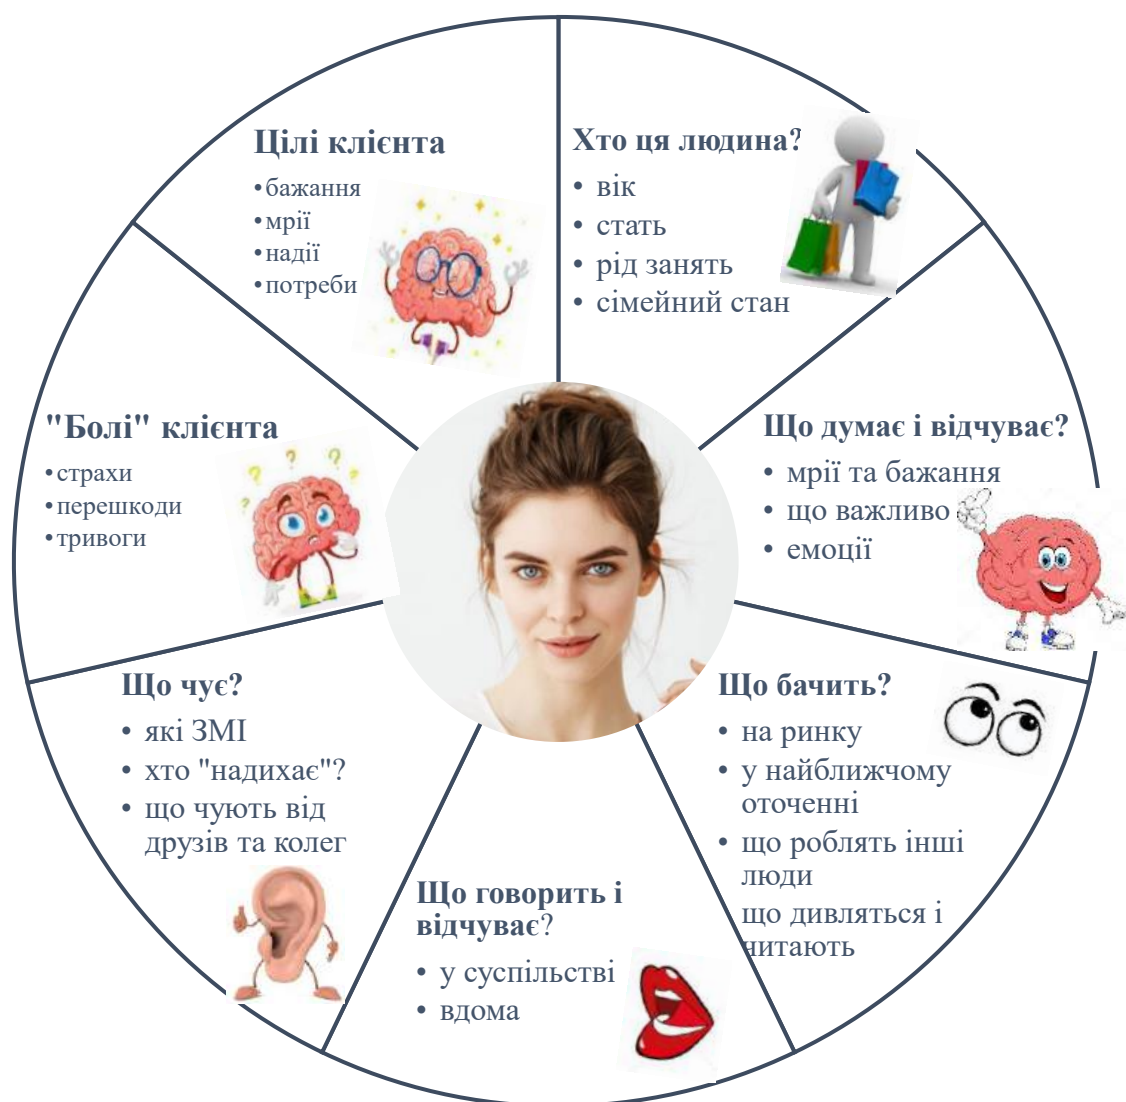 Цілі клієнта
•бажання
•мрії
•надії
•потреби
Хто ця людина?
• вік
• стать
• рід занять
• сімейний стан
Що думає і відчуває?
• мрії та бажання
• що важливо
• емоції
Що бачить?
• на ринку
• у найближчому
оточенні
• що роблять інші
люди
що дивляться і
читають
Що говорить і
відчуває?
• у суспільстві
• вдома
Що чує?
• які ЗМІ
• хто "надихає"?
• що чують від
друзів та колег
"Болі" клієнта
•страхи
•перешкоди
•тривоги